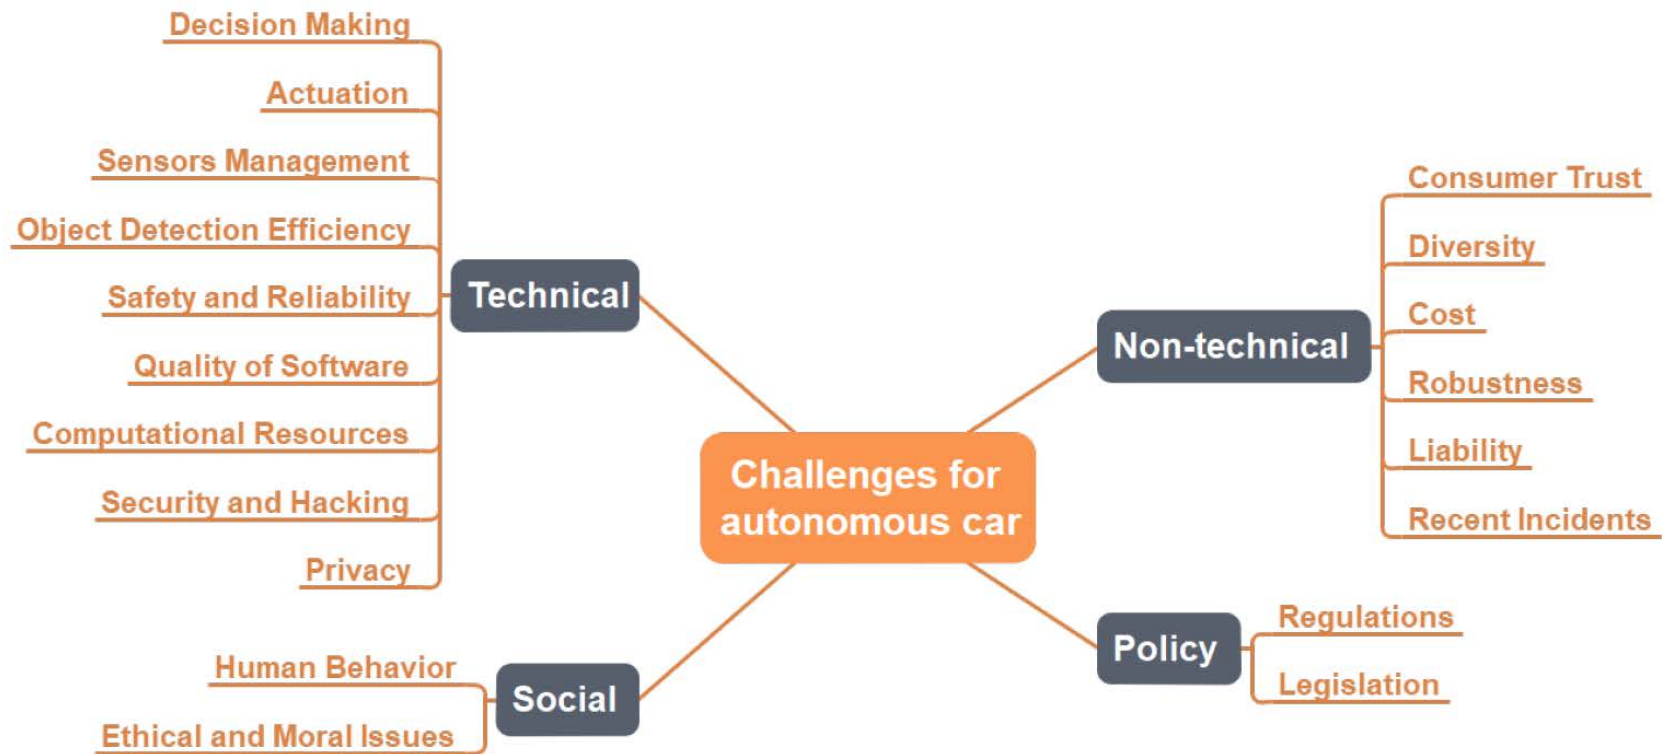 Decision Making
Actuation
Sensors Management
Object Detection Efficiency
Safety and Reliability
Quality of Software
Computational Resources
Security and Hacking
Privacy
Technical
Human Behavior
Ethical and Moral Issues
Social
Challenges for
autonomous car
Non-technical
Consumer Trust
Diversity
Cost
Robustness
Liability
Recent Incidents
Policy
Regulations
Legislation